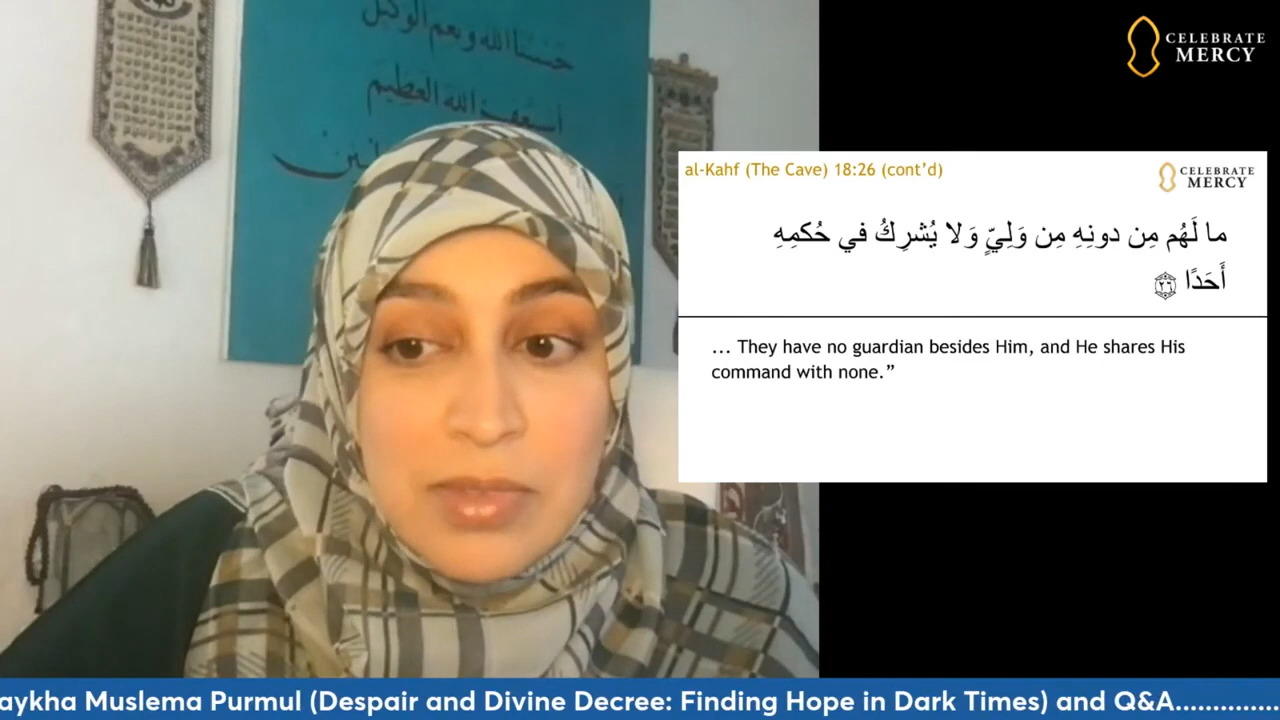 حسبنا الله ونعم الوكيل
أستغفر الله العظيم
CELEBRATE
MERCY
al-Kahf (The Cave) 18:26 (cont’d)
CELEBRATE
MERCY
ما لَهُم مِن دونِهِ مِن وَلِيٍّ وَلا يُشرِكُ في حُكمِهِ
أَحَدًا ٢٦
... They have no guardian besides Him, and He shares His
command with none.”
aykha Muslema Purmul (Despair and Divine Decree: Finding Hope in Dark Times) and Q&A..............